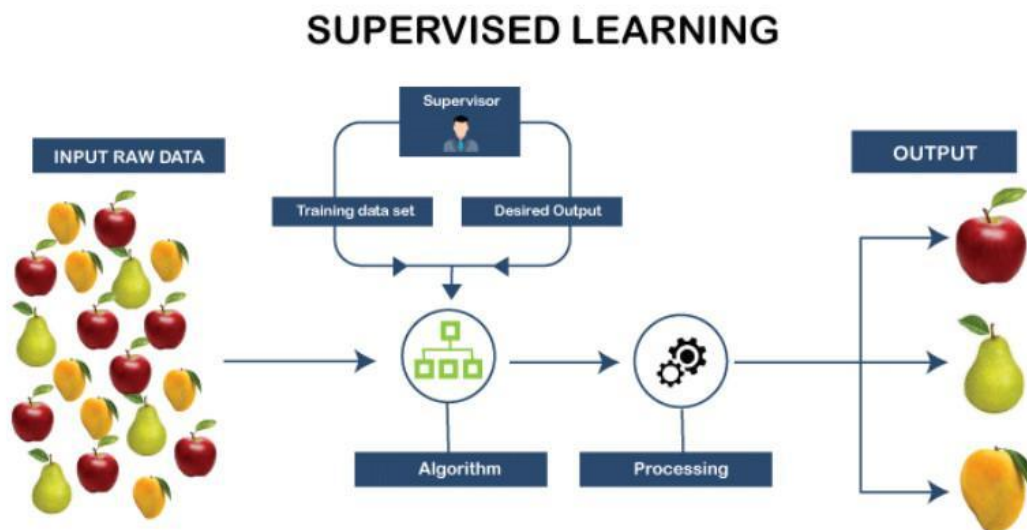 SUPERVISED LEARNING
Supervisor
INPUT RAW DATA
OUTPUT
Training data set
Desired Output
Algorithm
Processing